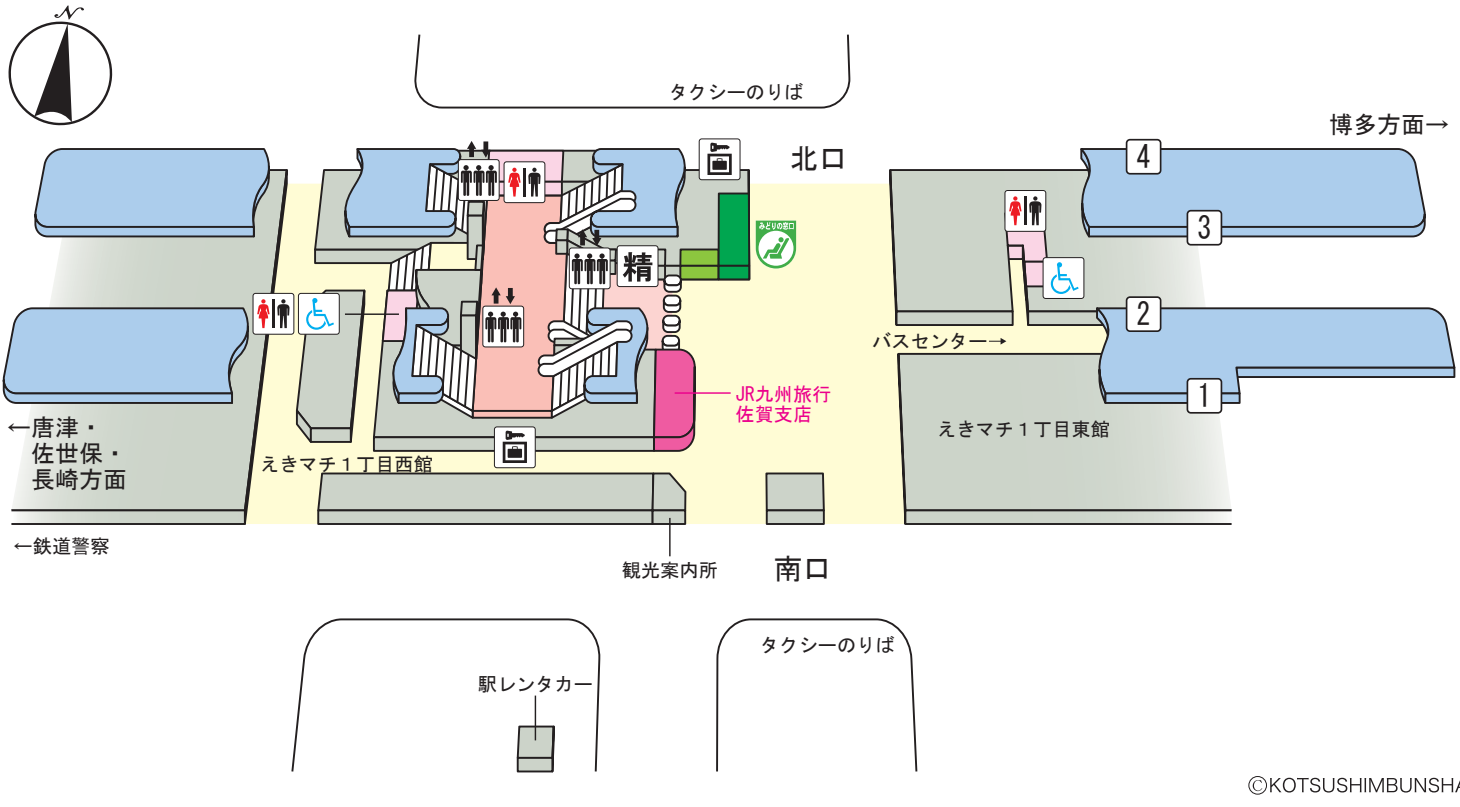 N
タクシーのりば
博多方面→
北口
4
みどりの窓口
3
精
2
バスセンター→
1
JR九州旅行
佐賀支店
←唐津・
佐世保・
長崎方面
えきマチ１丁目東館
えきマチ１丁目西館
←鉄道警察
観光案内所
南口
タクシーのりば
駅レンタカー
©KOTSUSHIMBUNSHA